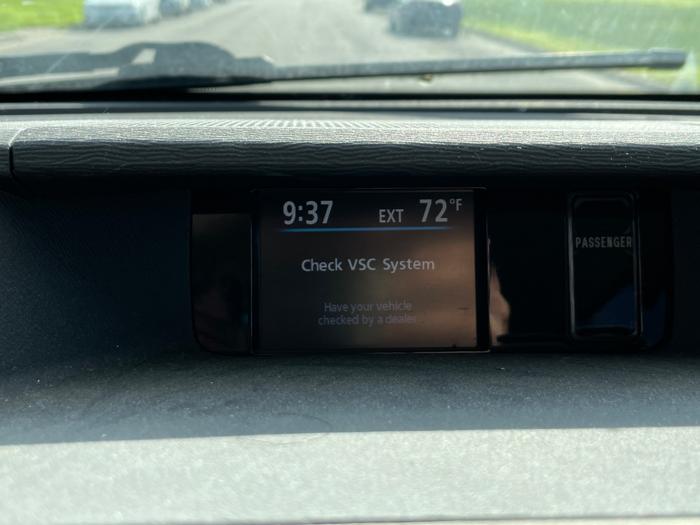 9:37 EXT 72°F
PASSENGER
Check VSC System
Have your vehicle
checked by a dealer.